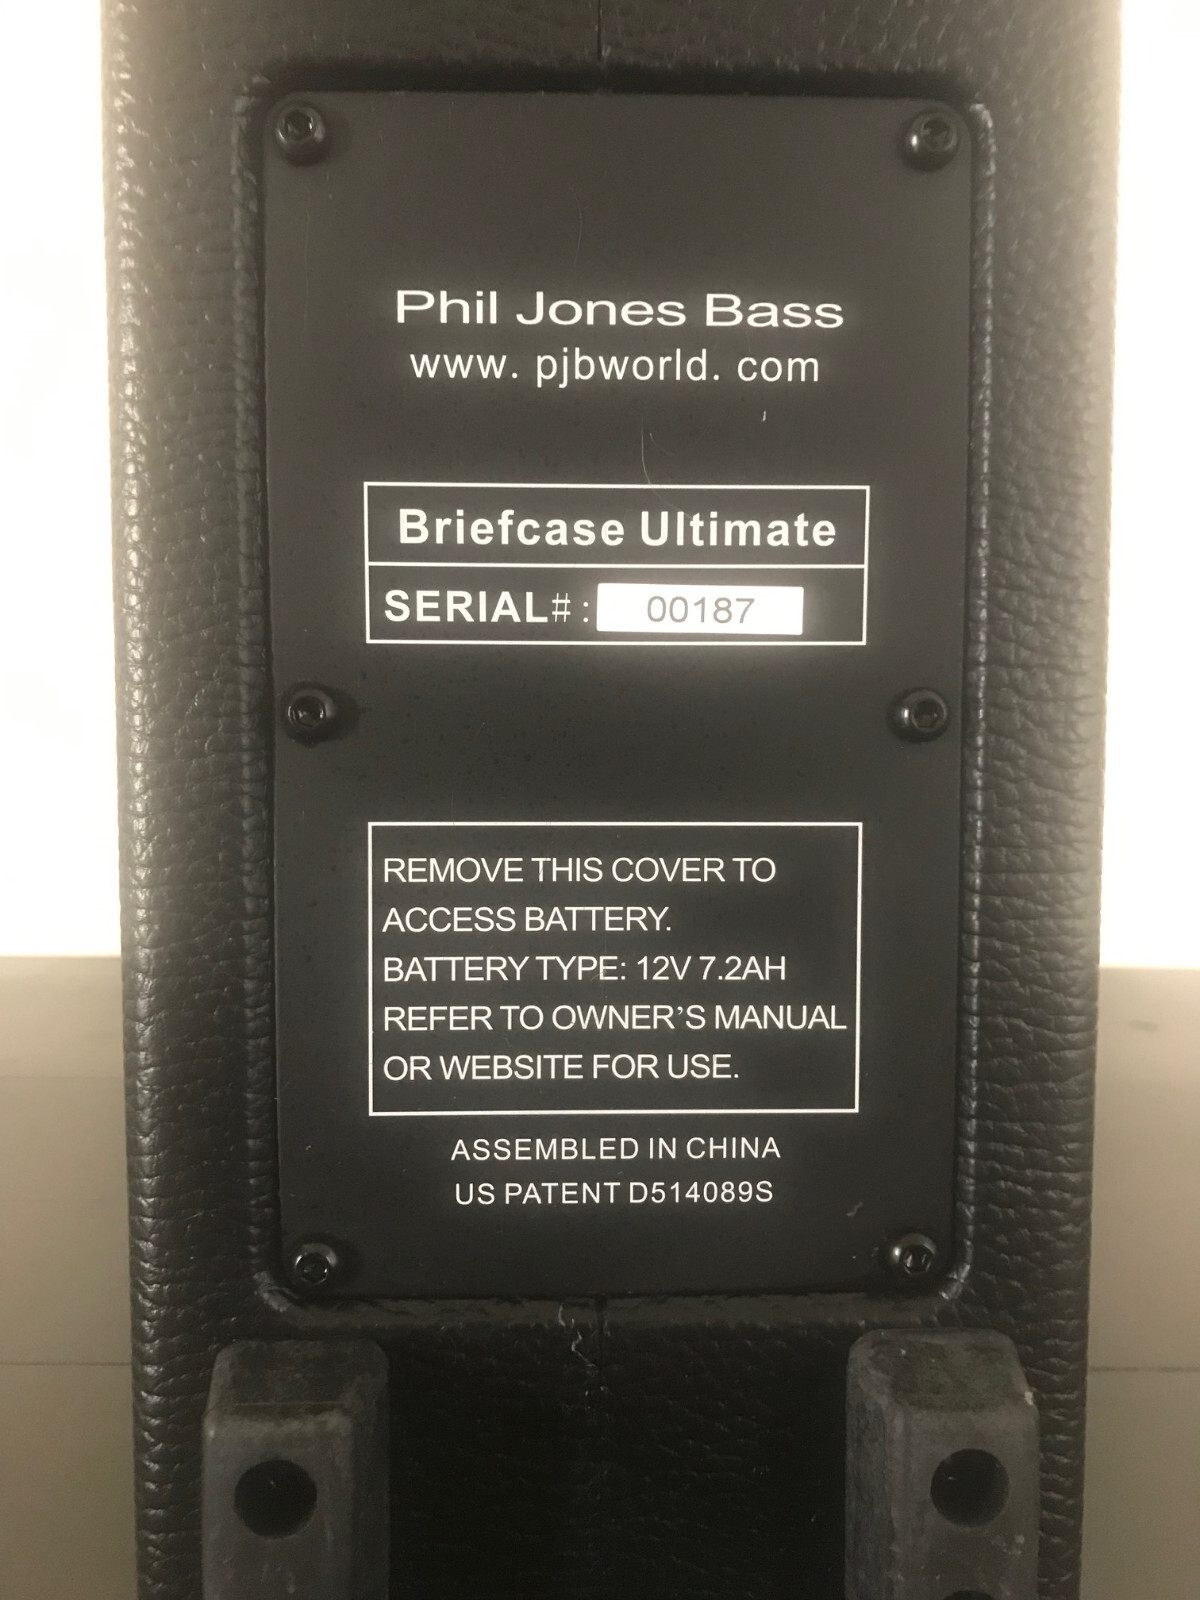 Phil Jones Bass
www. pjbworld. com
Briefcase Ultimate
SERIAL#: 00187
REMOVE THIS COVER TO
ACCESS BATTERY.
BATTERY TYPE: 12V 7.2AH
REFER TO OWNER'S MANUAL
OR WEBSITE FOR USE.
ASSEMBLED IN CHINA
US PATENT D514089S